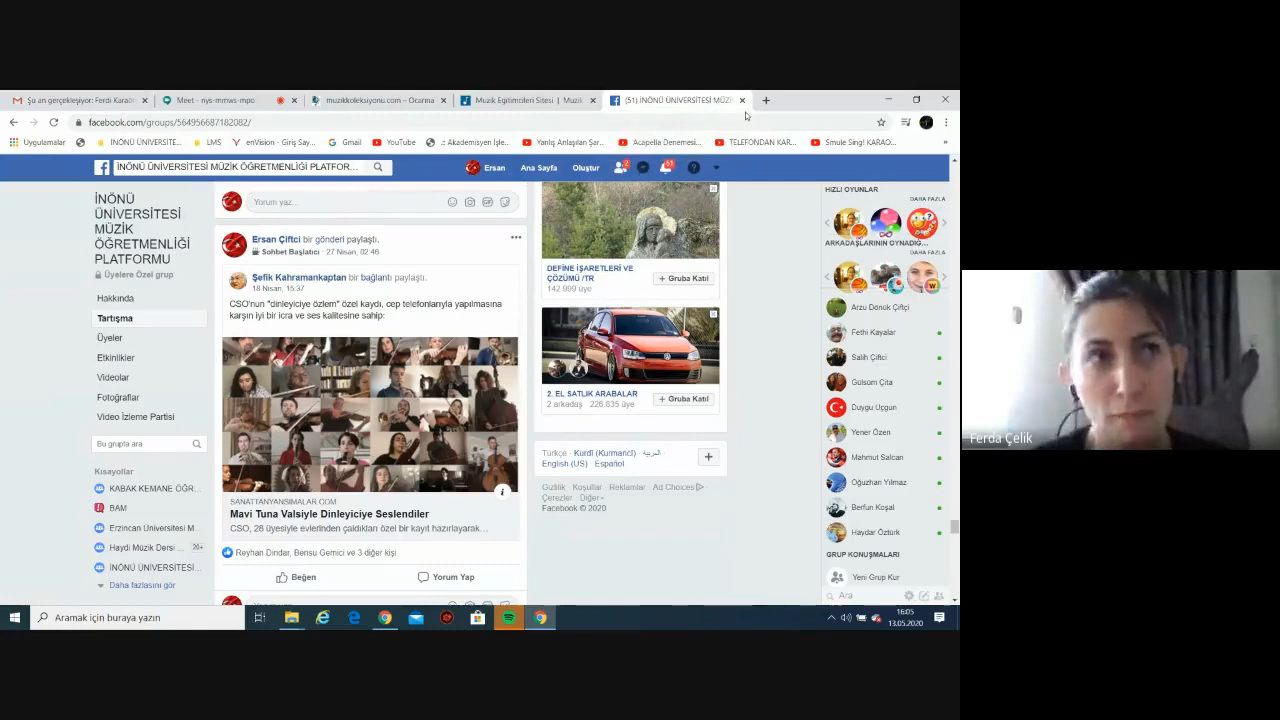 Şu an gerçekleşiyor: Ferdi Karaön
Meet - nys-mmws-mpo
muzikkoleksiyonu.com – Ocarina
Müzik Eğitimcileri Sitesi | Müzik
(51) İNÖNÜ ÜNİVERSİTESİ MÜZİ
facebook.com/groups/564956687182082/
Uygulamalar
İNÖNÜ ÜNİVERSİTE...
LMS
enVision - Giriş Say...
Gmail
YouTube
.:: Akademisyen İşle...
Yanlış Anlaşılan Şar...
Acapella Denemesi...
TELEFONDAN KAR...
Smule Sing! KARAO...
İNÖNÜ ÜNİVERSİTESİ MÜZİK ÖĞRETMENLİĞİ PLATFOR...
Ersan
Ana Sayfa
Oluştur
2
51
İNÖNÜ
ÜNİVERSİTESİ
MÜZİK
ÖĞRETMENLİĞİ
PLATFORMU
Üyelere Özel grup
Hakkında
Tartışma
Üyeler
Etkinlikler
Videolar
Fotoğraflar
Video İzleme Partisi
Bu grupta ara
Kısayollar
KABAK KEMANE ÖĞR...
BAM
Erzincan Üniversitesi M...
Haydi Müzik Dersi ...
20+
İNÖNÜ ÜNİVERSİTESİ...
Daha fazlasını gör
Yorum yaz...
Ersan Çiftci bir gönderi paylaştı.
Sohbet Başlatıcı · 27 Nisan, 02:46
Şefik Kahramankaptan bir bağlantı paylaştı.
18 Nisan, 15:37
CSO'nun "dinleyiciye özlem" özel kaydı, cep telefonlarıyla yapılmasına
karşın iyi bir icra ve ses kalitesine sahip:
SANATTANYANSIMALAR.COM
Mavi Tuna Valsiyle Dinleyiciye Seslendiler
CSO, 28 üyesiyle evlerinden çaldıkları özel bir kayıt hazırlayarak...
Reyhan Dindar, Bensu Gemici ve 3 diğer kişi
Beğen
Yorum Yap
DEFİNE İŞARETLERİ VE
ÇÖZÜMÜ /TR
142.999 üye
+ Gruba Katıl
2. EL SATLIK ARABALAR
2 arkadaş · 226.835 üye
+ Gruba Katıl
Türkçe · Kurdî (Kurmancî) · العربية ·
English (US) · Español
Gizlilik · Koşullar · Reklamlar · Ad Choices ·
Çerezler · Diğer
Facebook © 2020
HIZLI OYUNLAR
DAHA FAZLA
ARKADAŞLARININ OYNADIĞ...
DAHA FAZLA
Arzu Dönük Çiftçi
Fethi Kayalar
Salih Çiftci
Gülsüm Çita
Duygu Uçgun
Yener Özen
Mahmut Salcan
Oğuzhan Yılmaz
Berfun Koşal
Haydar Öztürk
GRUP KONUŞMALARI
Yeni Grup Kur
Ara
Aramak için buraya yazın
16:05
13.05.2020
Ferda Çelik